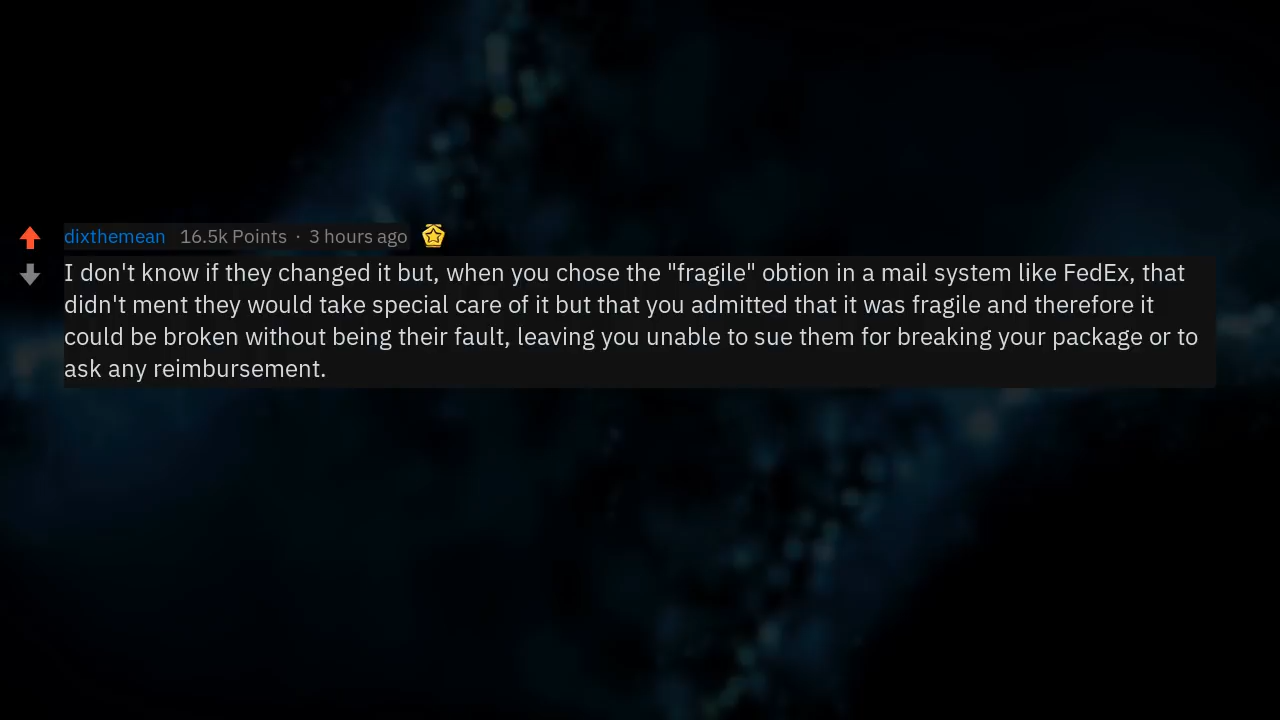 dixthemean 16.5k Points · 3 hours ago
I don't know if they changed it but, when you chose the "fragile" obtion in a mail system like FedEx, that
didn't ment they would take special care of it but that you admitted that it was fragile and therefore it
could be broken without being their fault, leaving you unable to sue them for breaking your package or to
ask any reimbursement.